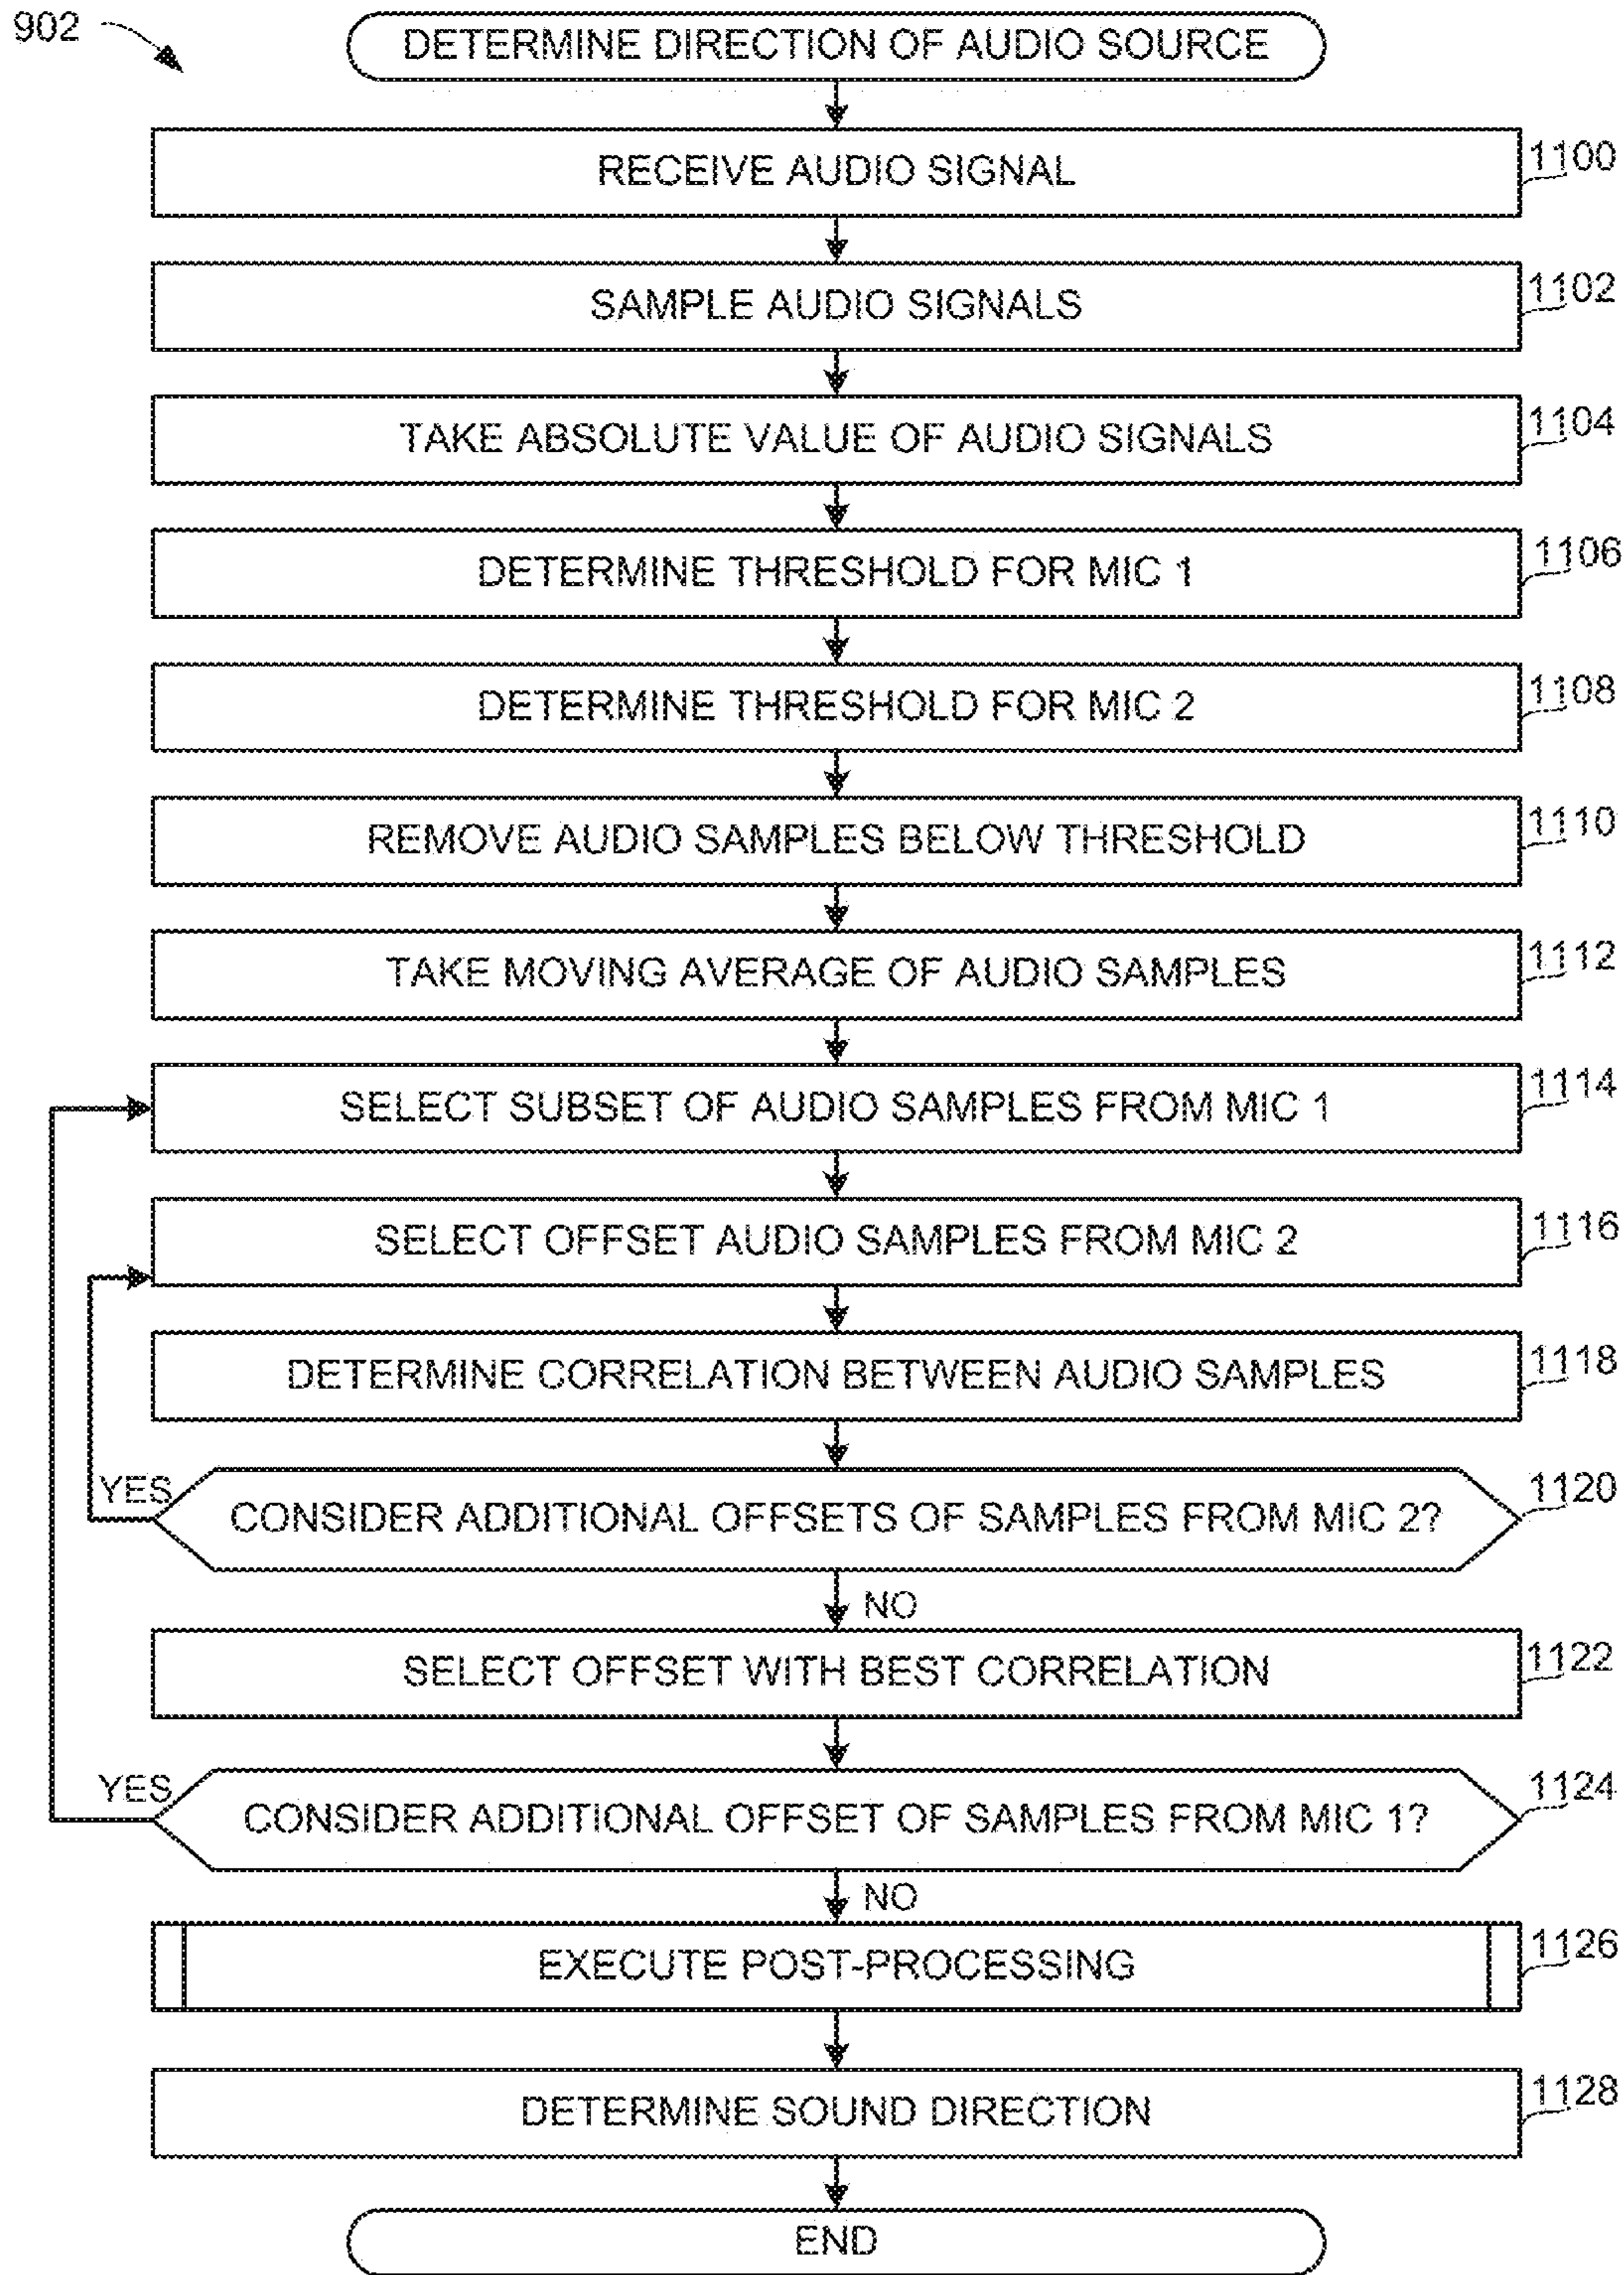 902
DETERMINE DIRECTION OF AUDIO SOURCE
RECEIVE AUDIO SIGNAL
1100
SAMPLE AUDIO SIGNALS
1102
TAKE ABSOLUTE VALUE OF AUDIO SIGNALS
1104
DETERMINE THRESHOLD FOR MIC 1
1106
DETERMINE THRESHOLD FOR MIC 2
1108
REMOVE AUDIO SAMPLES BELOW THRESHOLD
1110
TAKE MOVING AVERAGE OF AUDIO SAMPLES
1112
SELECT SUBSET OF AUDIO SAMPLES FROM MIC 1
1114
SELECT OFFSET AUDIO SAMPLES FROM MIC 2
1116
DETERMINE CORRELATION BETWEEN AUDIO SAMPLES
1118
YES
CONSIDER ADDITIONAL OFFSETS OF SAMPLES FROM MIC 2?
1120
NO
SELECT OFFSET WITH BEST CORRELATION
1122
YES
CONSIDER ADDITIONAL OFFSET OF SAMPLES FROM MIC 1?
1124
NO
EXECUTE POST-PROCESSING
1126
DETERMINE SOUND DIRECTION
1128
END